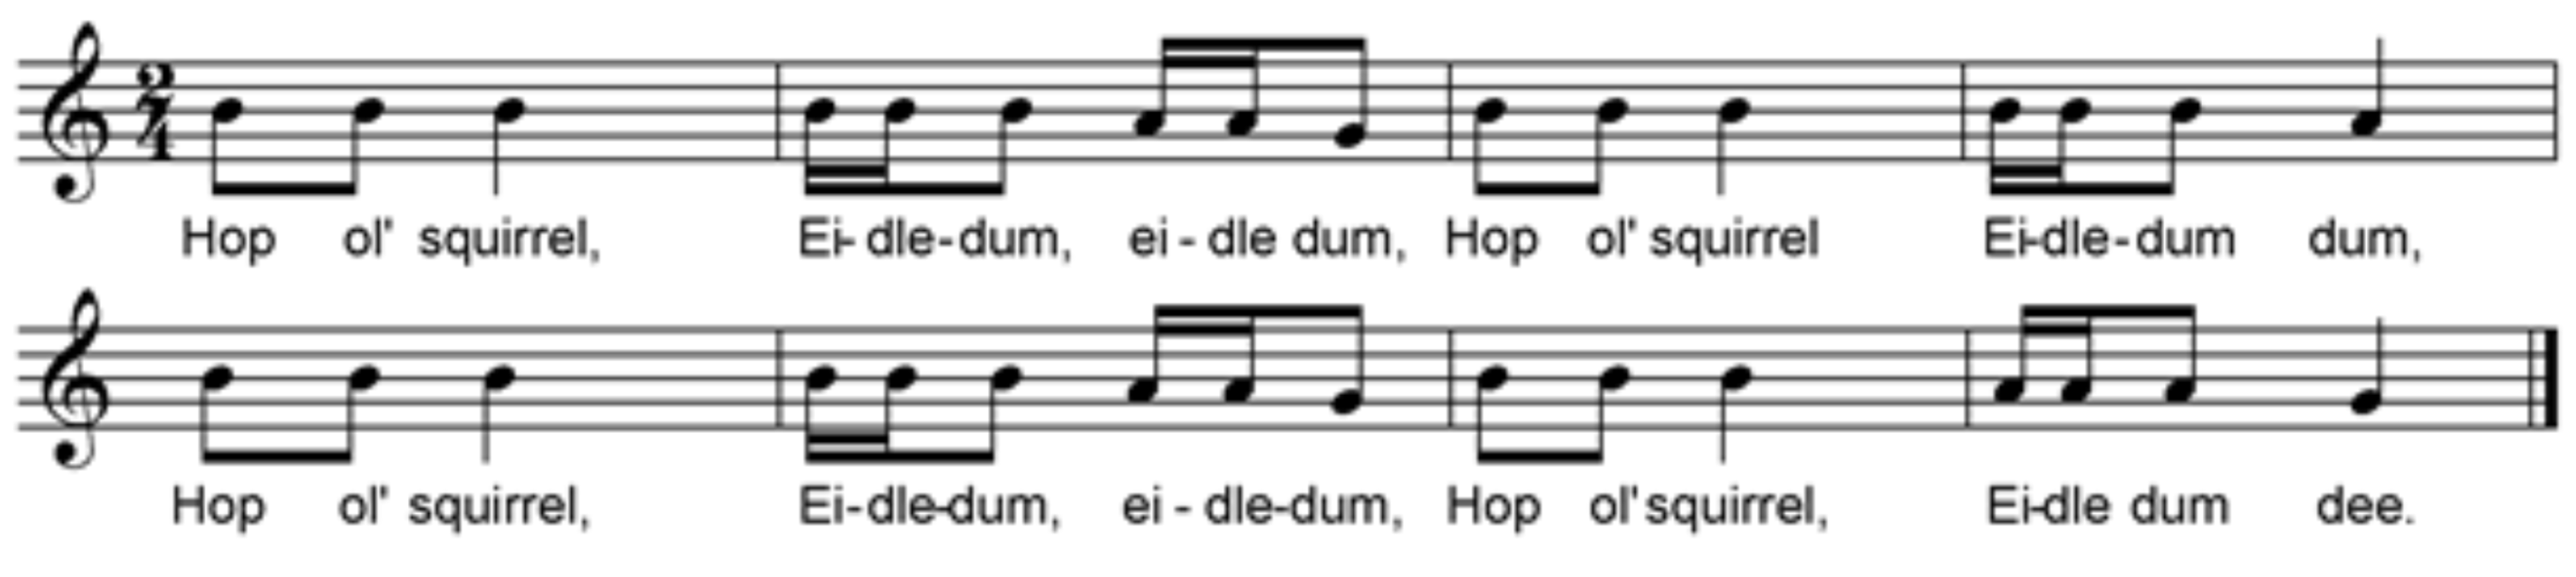 2/4
Hop ol' squirrel, Ei-dle-dum, ei-dle dum, Hop ol' squirrel Ei-dle-dum dum,
Hop ol' squirrel, Ei-dle-dum, ei-dle-dum, Hop ol' squirrel, Ei-dle dum dee.